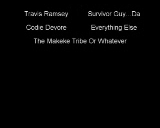 Travis Ramsey Survivor Guy...Da
Codie Devore Everything Else
The Makeke Tribe Or Whatever